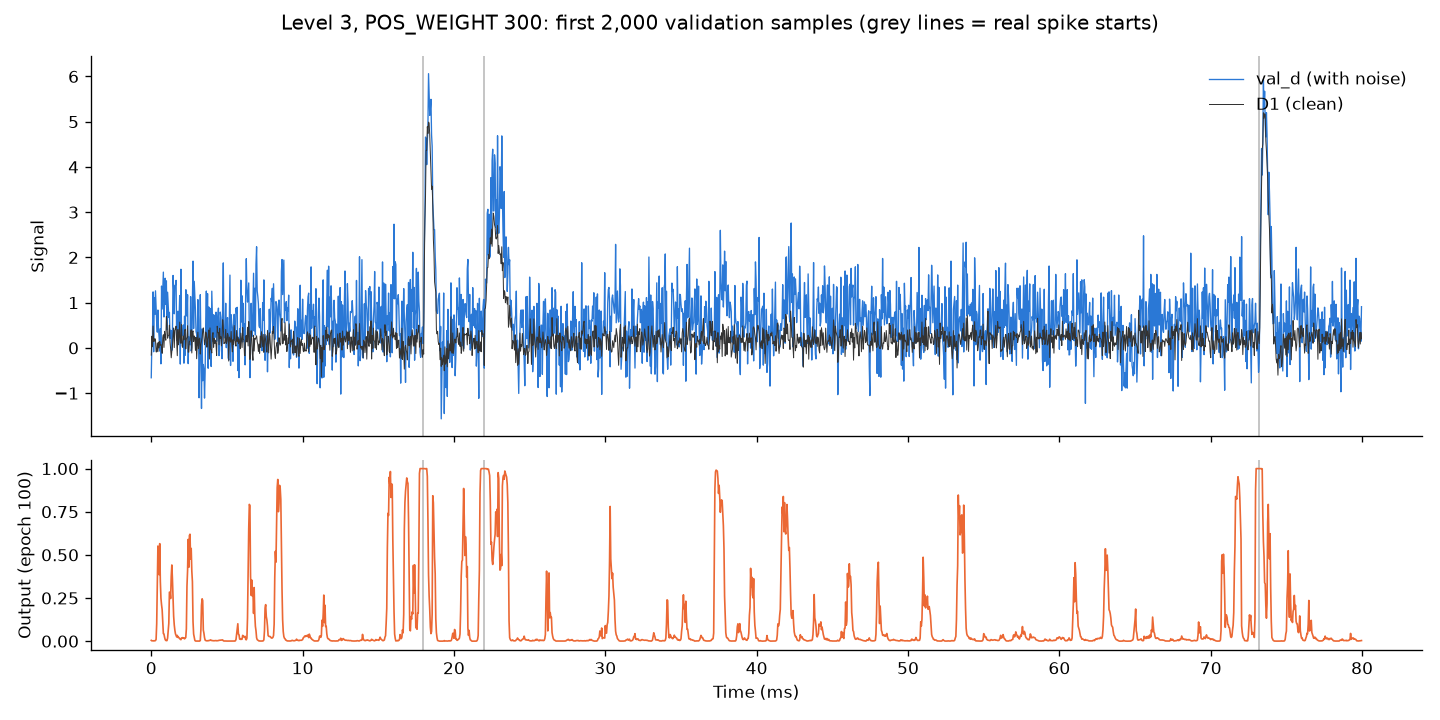 Level 3, POS_WEIGHT 300: first 2,000 validation samples (grey lines = real spike starts)
val_d (with noise)
D1 (clean)
Signal
6
5
4
3
2
1
0
−1
Output (epoch 100)
1.00
0.75
0.50
0.25
0.00
0 10 20 30 40 50 60 70 80
Time (ms)